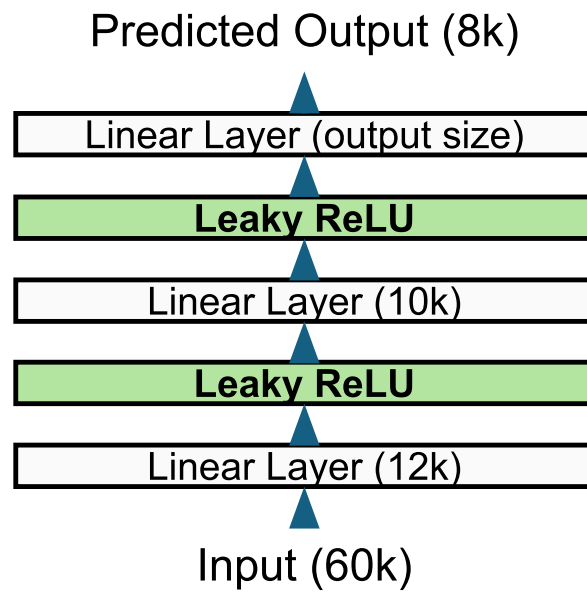 Predicted Output (8k)
Linear Layer (output size)
Leaky ReLU
Linear Layer (10k)
Leaky ReLU
Linear Layer (12k)
Input (60k)